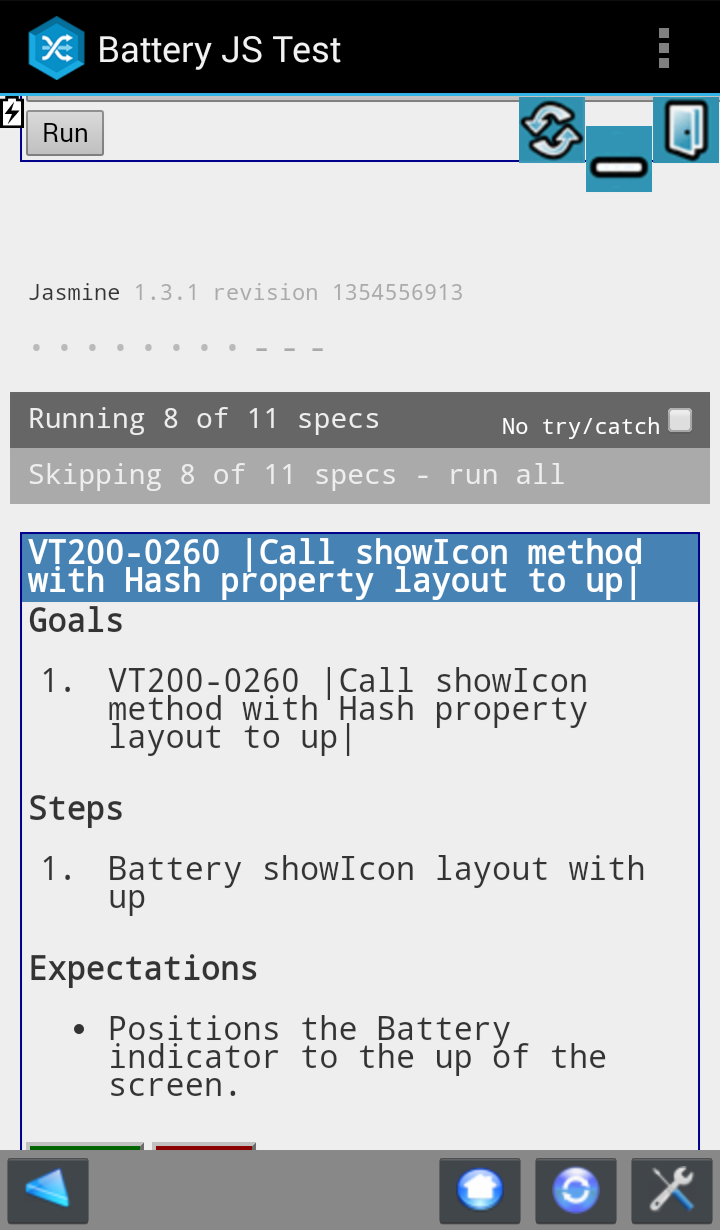 Battery JS Test
Run
Jasmine 1.3.1 revision 1354556913
Running 8 of 11 specs
No try/catch
Skipping 8 of 11 specs - run all
VT200-0260 |Call showIcon method
with Hash property layout to up|
Goals
1. VT200-0260 |Call showIcon
method with Hash property
layout to up|
Steps
1. Battery showIcon layout with
up
Expectations
• Positions the Battery
indicator to the up of the
screen.